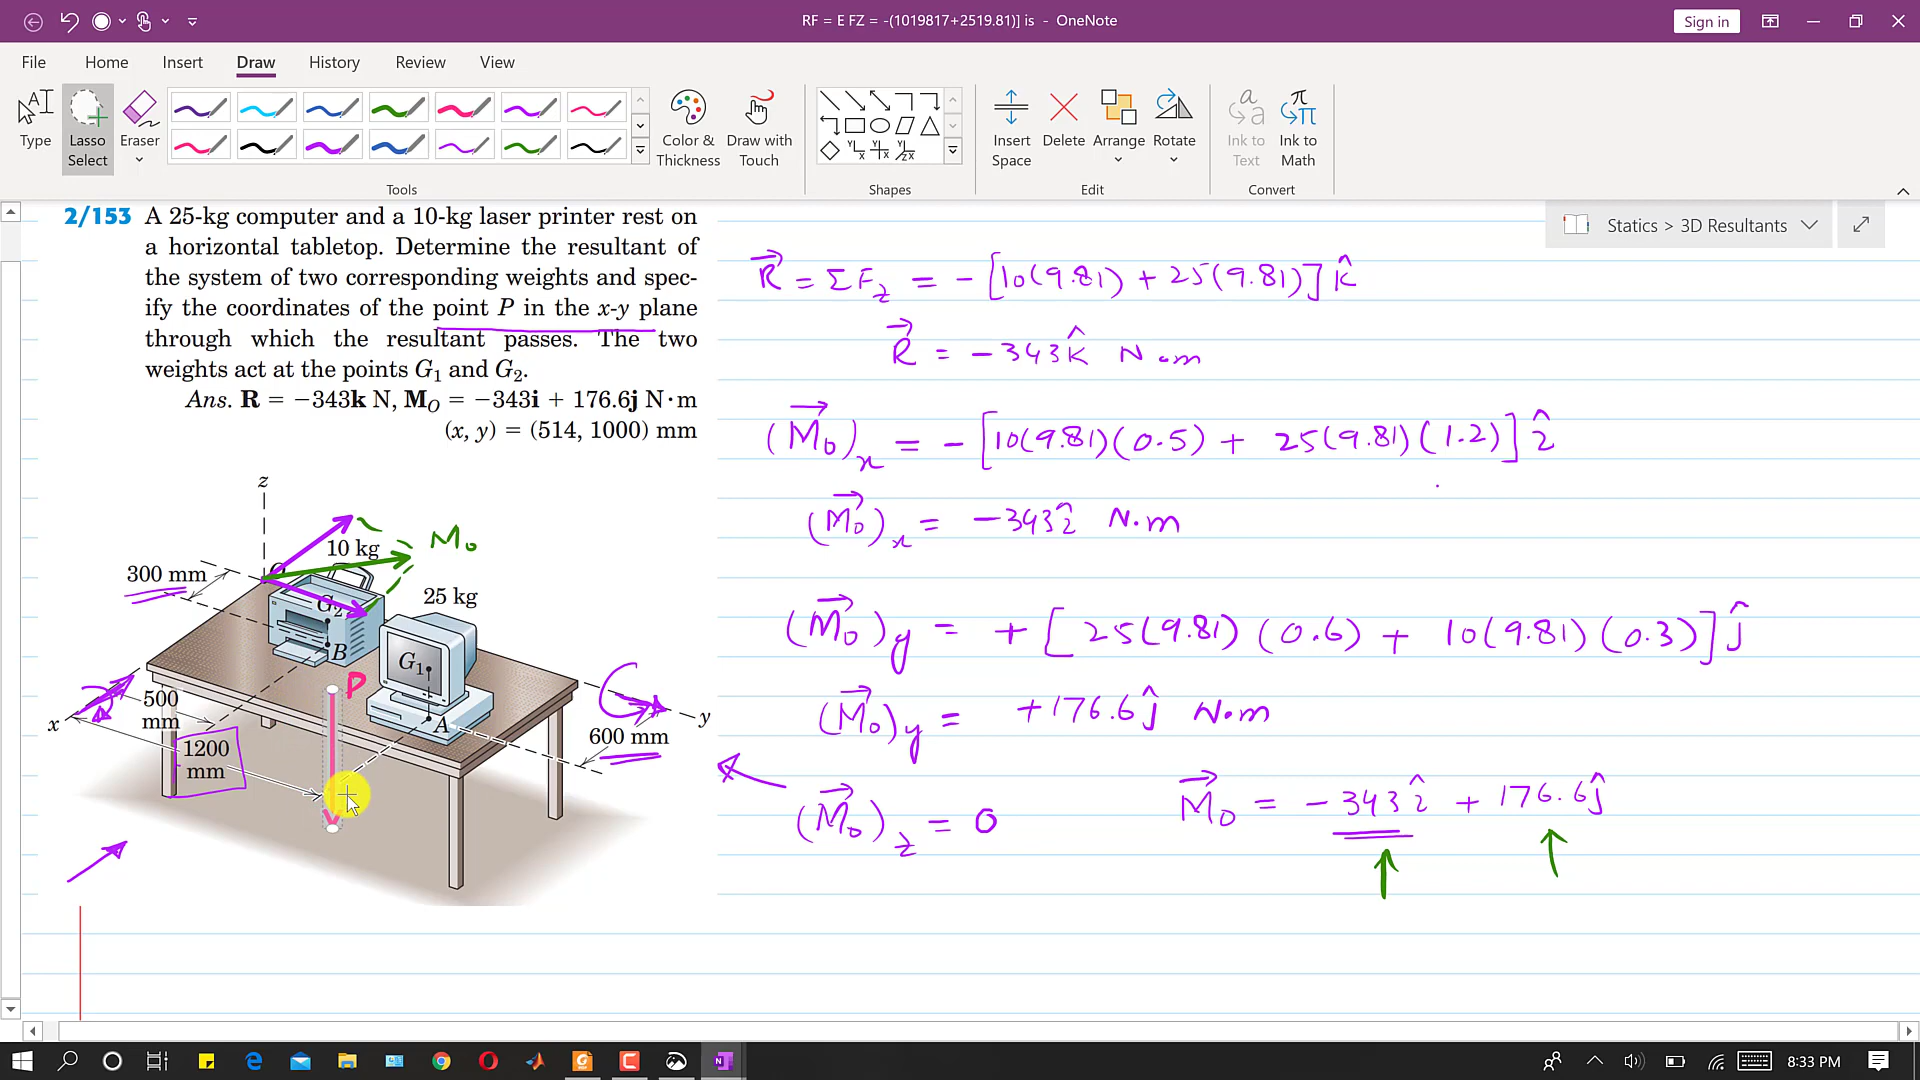 RF = E FZ = -(1019817+2519.81)] is - OneNote
Sign in
File Home Insert Draw History Review View
Type
Lasso Select
Eraser
Color & Thickness
Draw with Touch
Insert Space
Delete
Arrange
Rotate
Ink to Text
Ink to Math
Tools
Shapes
Edit
Convert
Statics > 3D Resultants
2/153 A 25-kg computer and a 10-kg laser printer rest on
a horizontal tabletop. Determine the resultant of
the system of two corresponding weights and spec-
ify the coordinates of the point P in the x-y plane
through which the resultant passes. The two
weights act at the points G1 and G2.
Ans. R = −343k N, MO = −343i + 176.6j N·m
(x, y) = (514, 1000) mm
z
10 kg
Mo
300 mm
O
G2
25 kg
B
G1
P
500 mm
x
A
y
600 mm
1200 mm
R = ΣFz = -[10(9.81) + 25(9.81)] k̂
R = -343k̂ N.m
(Mo)x = -[10(9.81)(0.5) + 25(9.81)(1.2)] î
(Mo)x = -343î N.m
(Mo)y = +[25(9.81)(0.6) + 10(9.81)(0.3)] ĵ
(Mo)y = +176.6ĵ N.m
(Mo)z = 0
Mo = -343î + 176.6ĵ
8:33 PM